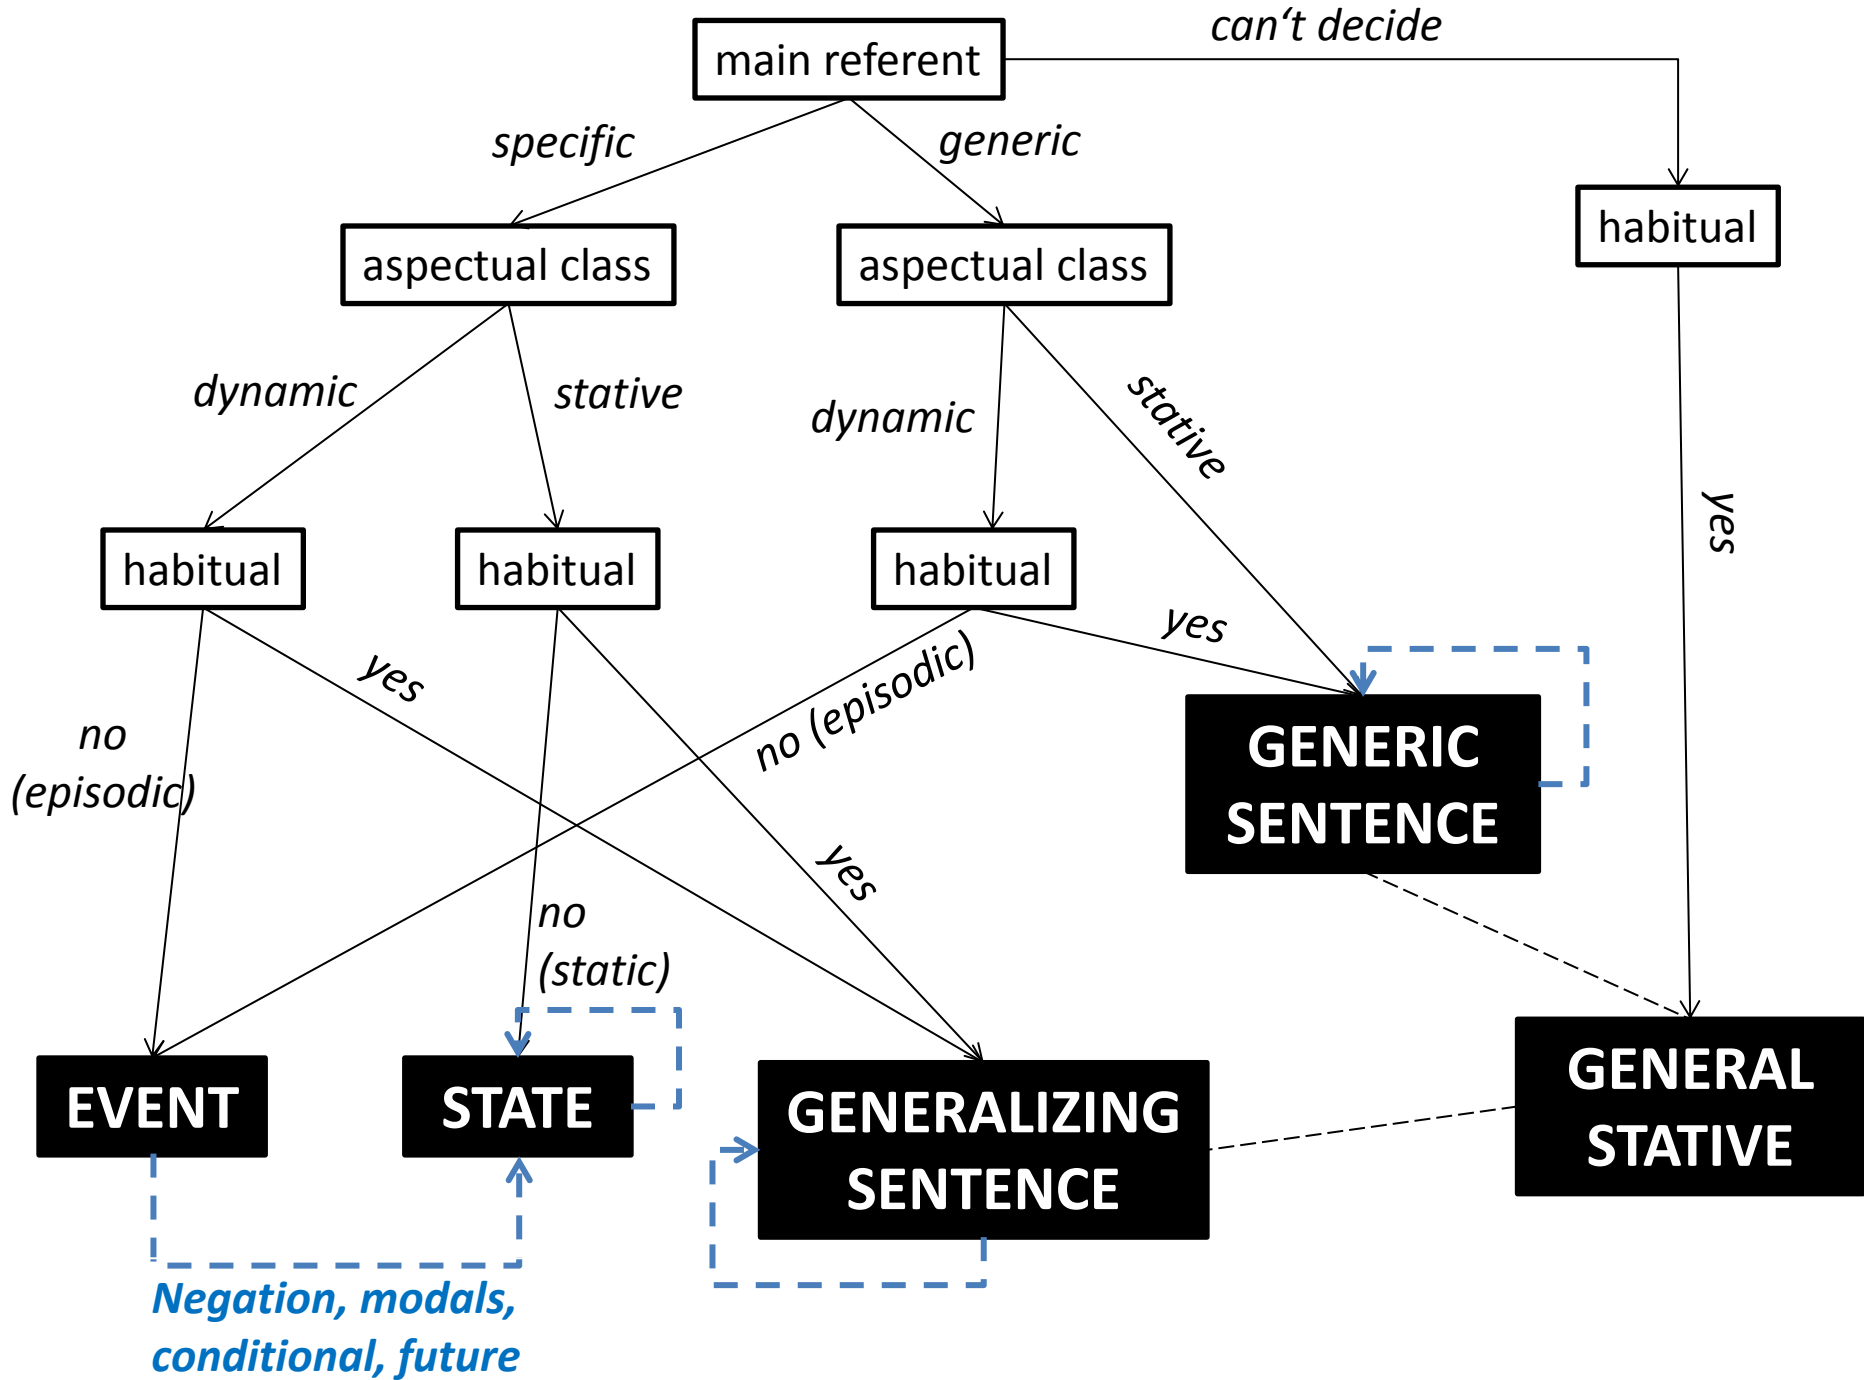 can‘t decide
main referent
specific
generic
habitual
aspectual class
aspectual class
dynamic
stative
dynamic
stative
yes
habitual
habitual
habitual
yes
yes
no (episodic)
no
(episodic)
GENERIC
SENTENCE
yes
no
(static)
EVENT
STATE
GENERALIZING
SENTENCE
GENERAL
STATIVE
Negation, modals,
conditional, future